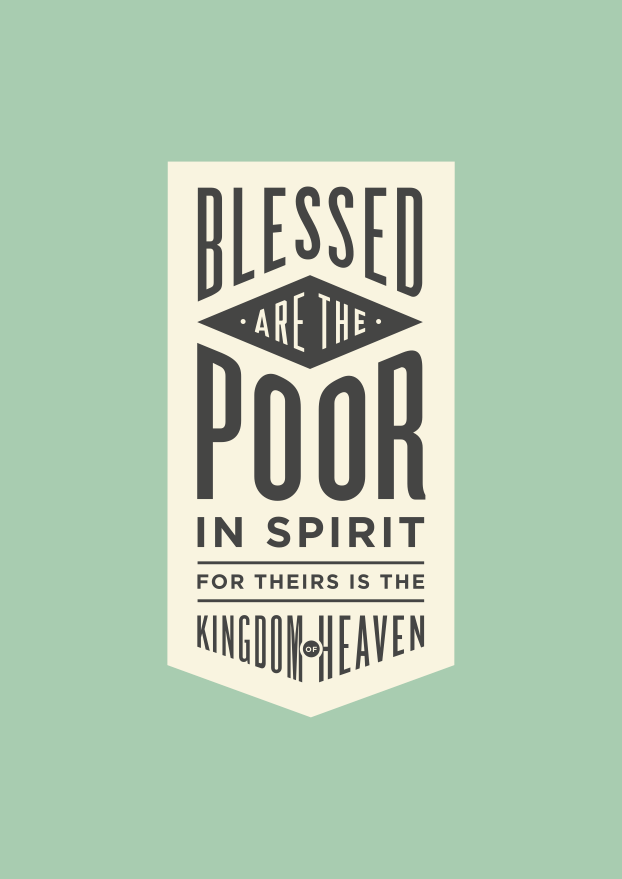 BLESSED
· ARE THE ·
POOR
IN SPIRIT
FOR THEIRS IS THE
KINGDOM OF HEAVEN